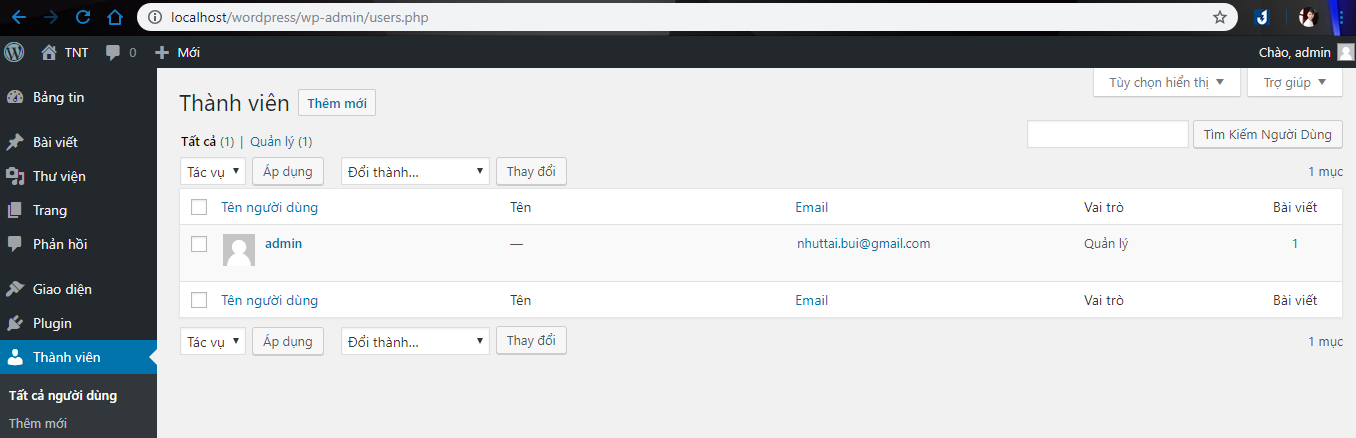 localhost/wordpress/wp-admin/users.php
TNT 0 Mới Chào, admin
Tùy chọn hiển thị Trợ giúp
Bảng tin
Bài viết
Thư viện
Trang
Phản hồi
Giao diện
Plugin
Thành viên
Tất cả người dùng
Thêm mới
Thành viên Thêm mới
Tất cả (1) | Quản lý (1)
Tìm Kiếm Người Dùng
Tác vụ Áp dụng Đổi thành... Thay đổi 1 mục
Tên người dùng Tên Email Vai trò Bài viết
admin — nhuttai.bui@gmail.com Quản lý 1
Tên người dùng Tên Email Vai trò Bài viết
Tác vụ Áp dụng Đổi thành... Thay đổi 1 mục